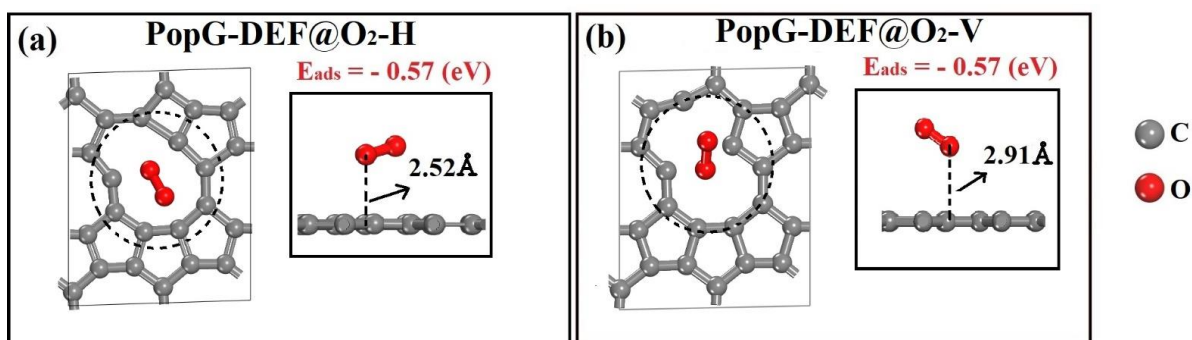 (a)
PopG-DEF@O₂-H
Eads = - 0.57 (eV)
2.52Å
(b)
PopG-DEF@O₂-V
Eads = - 0.57 (eV)
2.91Å
C
O